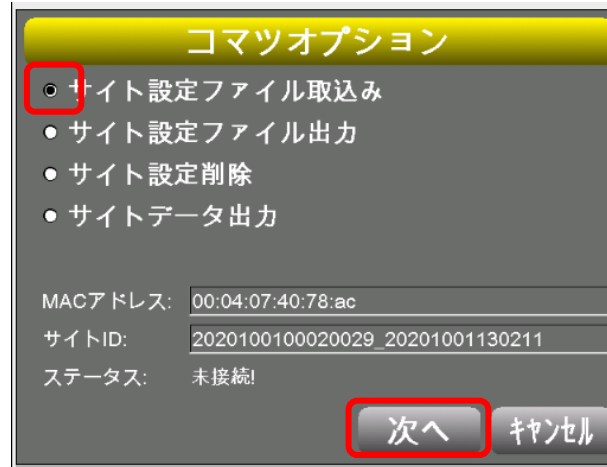 コマツオプション
サイト設定ファイル取込み
サイト設定ファイル出力
サイト設定削除
サイトデータ出力
MACアドレス: 00:04:07:40:78:ac
サイトID: 2020100100020029_20201001130211
ステータス: 未接続!
次へ キャンセル